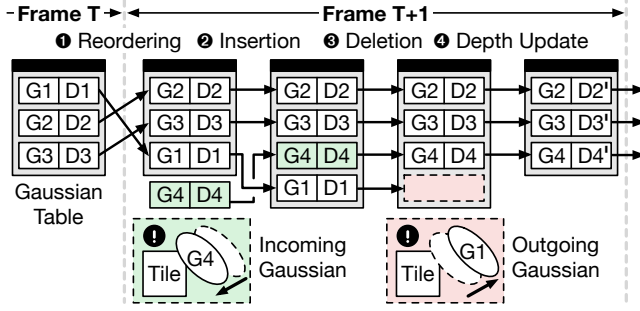 Frame T Frame T+1
❶ Reordering ❷ Insertion ❸ Deletion ❹ Depth Update
G1 D1 G2 D2 G2 D2 G2 D2 G2 D2'
G2 D2 G3 D3 G3 D3 G3 D3 G3 D3'
G3 D3 G1 D1 G4 D4 G4 D4 G4 D4'
G4 D4 G1 D1
Gaussian
Table
! Tile G4
Incoming
Gaussian
! Tile G1
Outgoing
Gaussian